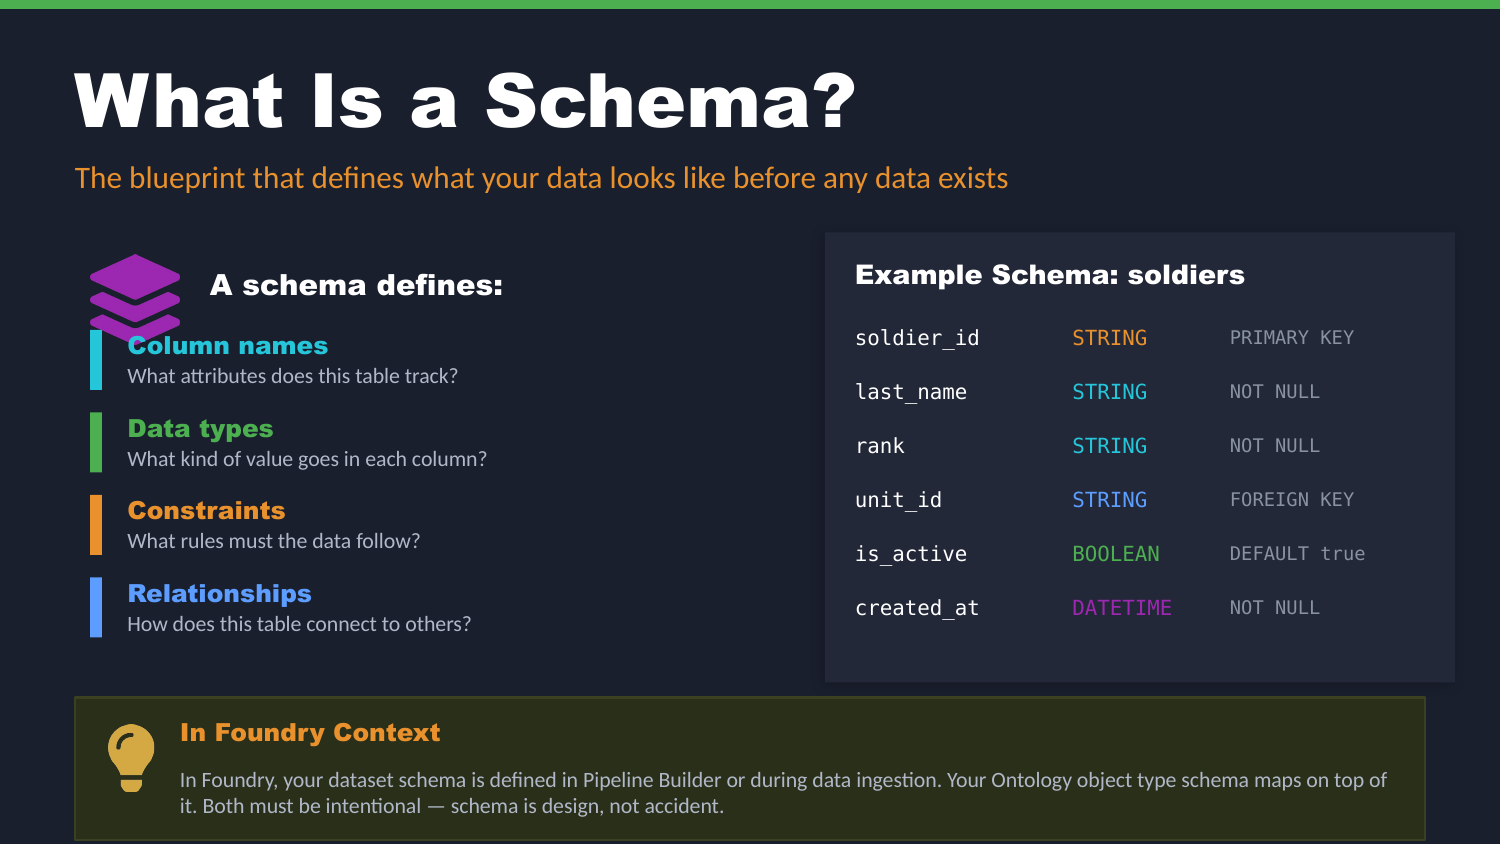 What Is a Schema?
The blueprint that defines what your data looks like before any data exists
A schema defines:
Column names
What attributes does this table track?
Data types
What kind of value goes in each column?
Constraints
What rules must the data follow?
Relationships
How does this table connect to others?
Example Schema: soldiers
soldier_id STRING PRIMARY KEY
last_name STRING NOT NULL
rank STRING NOT NULL
unit_id STRING FOREIGN KEY
is_active BOOLEAN DEFAULT true
created_at DATETIME NOT NULL
In Foundry Context
In Foundry, your dataset schema is defined in Pipeline Builder or during data ingestion. Your Ontology object type schema maps on top of
it. Both must be intentional — schema is design, not accident.